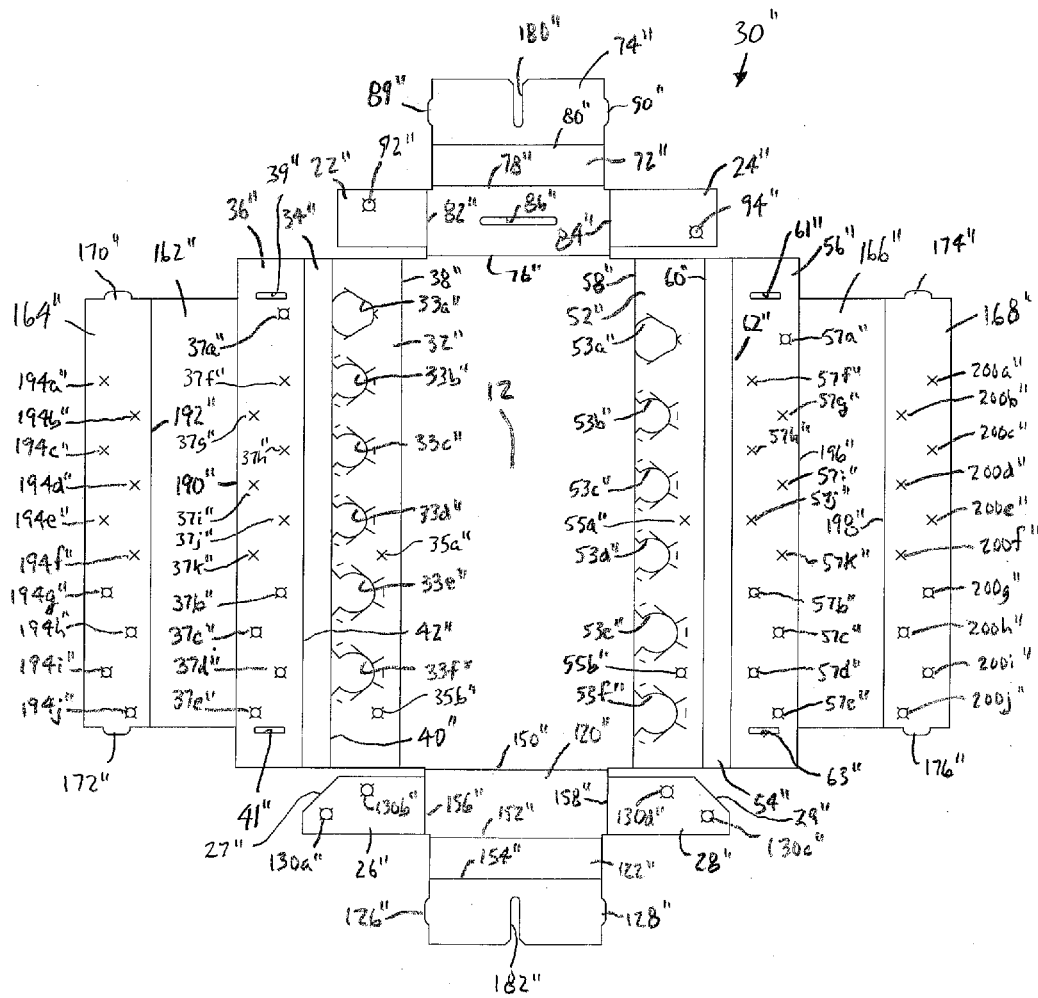 180"
74"
30"
89"
90"
80"
92"
22"
72"
24"
39"
78"
36"
34"
82"
86"
84"
94"
61"
56"
170"
162"
76"
38"
58"
60"
166"
174"
164"
33a"
52"
168"
37a"
32"
53a"
62"
57a"
194a"
37f"
33b"
12
57f"
200a"
194b"
192"
53b"
57g"
200b"
37g"
57h"
194c"
37h"
33c"
196"
200c"
190"
53c"
57i"
194d"
200d"
37i"
33d"
55a"
57j"
198"
194e"
37j"
35a"
53d"
200e"
194f"
37k"
57k"
200f"
33e"
194g"
37b"
57b"
200g"
194h"
37c"
42"
53e"
57c"
200h"
194i"
37d"
33f"
55b"
57d"
200i"
194j"
37e"
35b"
53f"
57e"
200j"
40"
150"
120"
172"
41"
63"
176"
54"
27"
130b"
156"
158"
130d"
29"
152"
130a"
26"
28"
130c"
154"
122"
126"
128"
182"